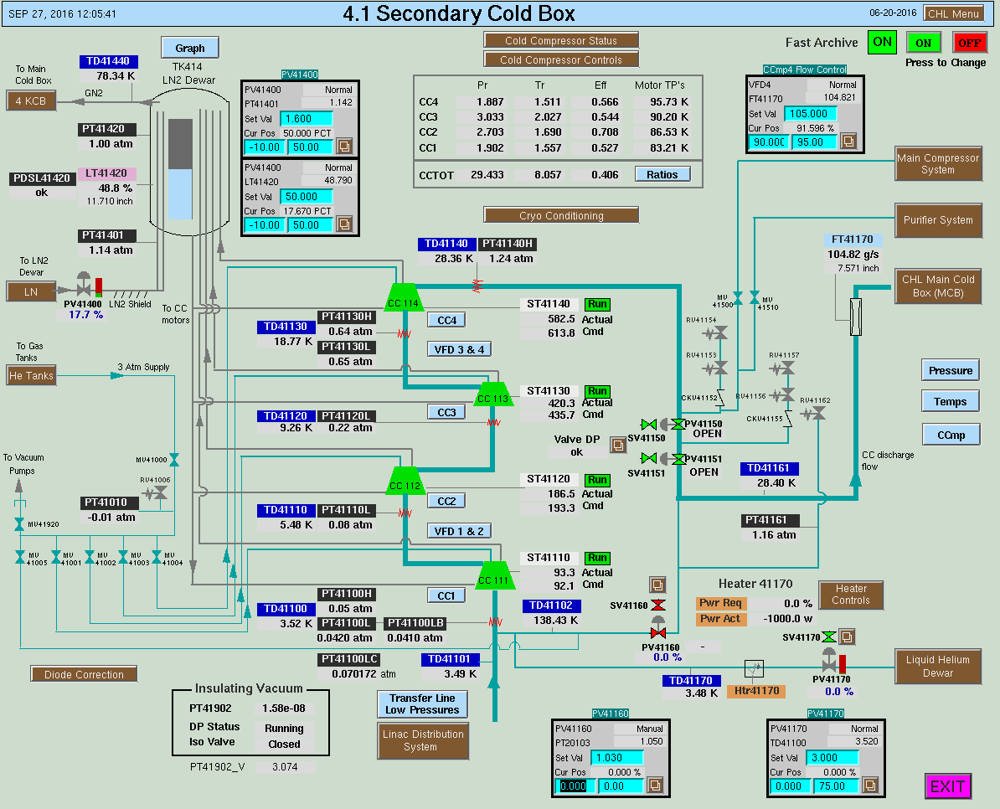 SEP 27, 2016 12:05:41
4.1 Secondary Cold Box
06-20-2016
CHL Menu
Fast Archive
ON
ON
OFF
Press to Change
Cold Compressor Status
Cold Compressor Controls
Graph
TK414
LN2 Dewar
To Main
Cold Box
4 KCB
TD41440
78.34 K
GN2
PT41420
1.00 atm
PDSL41420
ok
LT41420
48.8 %
11.710 inch
PT41401
1.14 atm
To LN2
Dewar
LN
PV41400
17.7 %
LN2 Shield
PV41400
PV41400 Normal
PT41401 1.142
Set Val 1.600
Cur Pos 50.000 PCT
-10.00 50.00
PV41400 Normal
LT41420 48.790
Set Val 50.000
Cur Pos 17.670 PCT
-10.00 50.00
Pr Tr Eff Motor TP's
CC4 1.887 1.511 0.566 95.73 K
CC3 3.033 2.027 0.544 90.20 K
CC2 2.703 1.690 0.708 86.53 K
CC1 1.902 1.557 0.527 83.21 K
CCTOT 29.433 8.057 0.406 Ratios
Cryo Conditioning
CCmp4 Flow Control
VFD4 Normal
FT41170 104.821
Set Val 105.000
Cur Pos 91.596 %
90.000 95.00
Main Compressor
System
Purifier System
FT41170
104.82 g/s
7.571 inch
CHL Main Cold
Box (MCB)
TD41140 PT41140H
28.36 K 1.24 atm
CC 114
ST41140 Run
582.5 Actual
613.8 Cmd
To CC
motors
PT41130H
TD41130 0.64 atm
18.77 K PT41130L
0.65 atm
CC4
VFD 3 & 4
MV
41500
MV
41510
RV41154
RV41153
CKV41152
RV41157
RV41156
CKV41155
RV41162
Pressure
Temps
CCmp
To Gas
Tanks
He Tanks
3 Atm Supply
CC 113
ST41130 Run
420.3 Actual
435.7 Cmd
CC3
TD41120 PT41120L
9.26 K 0.22 atm
Valve DP
ok
SV41150
PV41150
OPEN
SV41151
PV41151
OPEN
TD41161
28.40 K
CC discharge
flow
PT41161
1.16 atm
To Vacuum
Pumps
MV41000
RV41006
PT41010
-0.01 atm
MV41920
MV
41005
MV
41001
MV
41002
MV
41003
MV
41004
CC 112
ST41120 Run
186.5 Actual
193.3 Cmd
CC2
TD41110 PT41110L
5.48 K 0.08 atm
VFD 1 & 2
CC 111
ST41110 Run
93.3 Actual
92.1 Cmd
CC1
PT41100H
TD41100 0.05 atm
3.52 K PT41100L PT41100LB
0.0420 atm 0.0410 atm
PT41100LC
0.070172 atm
TD41101
3.49 K
TD41102
138.43 K
SV41160
PV41160 -
0.0 %
Heater 41170
Pwr Req 0.0 %
Pwr Act -1000.0 w
Heater
Controls
SV41170
PV41170
0.0 %
TD41170
3.48 K
Htr41170
Liquid Helium
Dewar
Diode Correction
Insulating Vacuum
PT41902 1.58e-08
DP Status Running
Iso Valve Closed
PT41902_V 3.074
Transfer Line
Low Pressures
Linac Distribution
System
PV41160
PV41160 Manual
PT20103 1.050
Set Val 1.030
Cur Pos 0.000 %
0.000 0.00
PV41170
PV41170 Normal
TD41100 3.520
Set Val 3.000
Cur Pos 0.000 %
0.000 75.00
EXIT